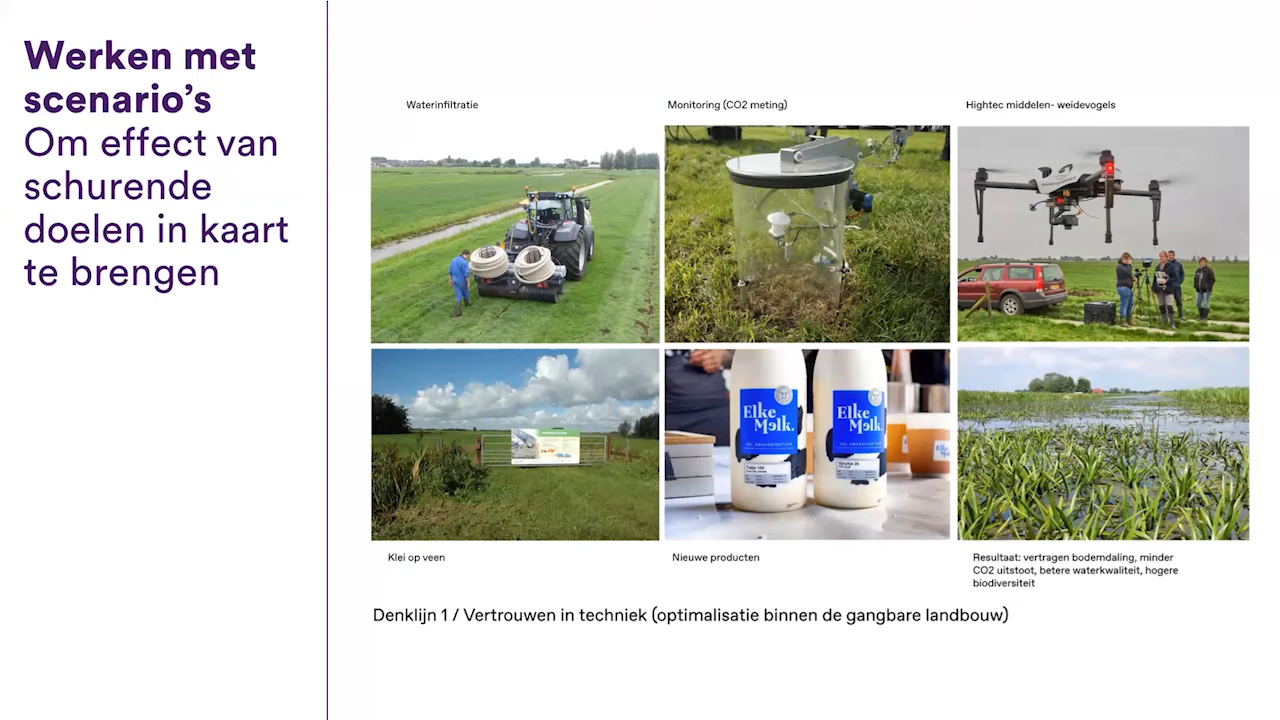 Werken met
scenario’s
Om effect van
schurende
doelen in kaart
te brengen
Waterinfiltratie
Monitoring (CO2 meting)
Hightec middelen- weidevogels
Elke
Melk.
Elke
Melk.
Klei op veen
Nieuwe producten
Resultaat: vertragen bodemdaling, minder
CO2 uitstoot, betere waterkwaliteit, hogere
biodiversiteit
Denklijn 1 / Vertrouwen in techniek (optimalisatie binnen de gangbare landbouw)